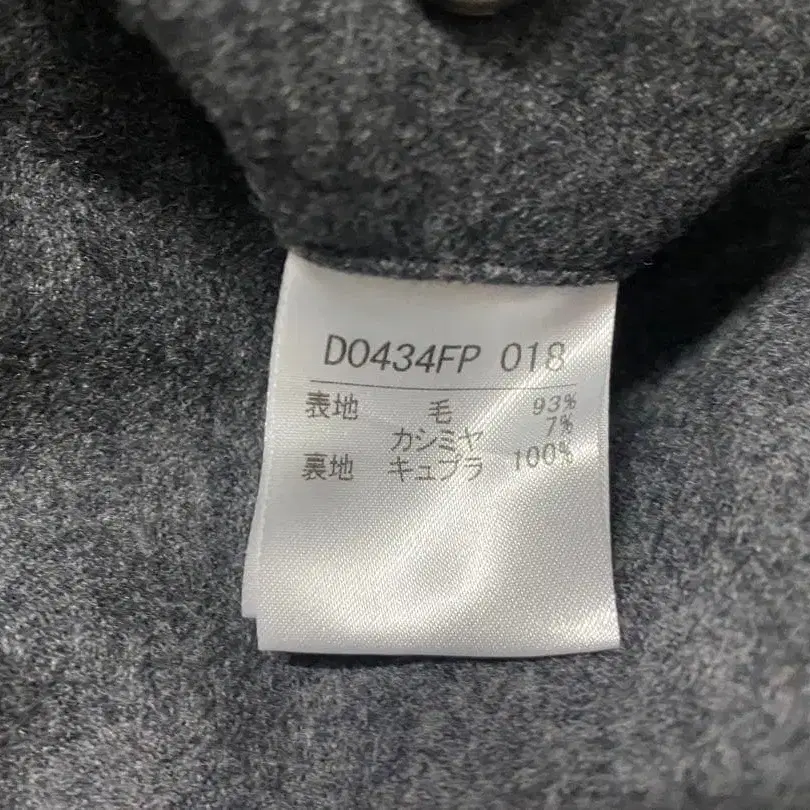 D0434FP 018
表地 毛 93%
カシミヤ 7%
裏地 キュプラ 100%